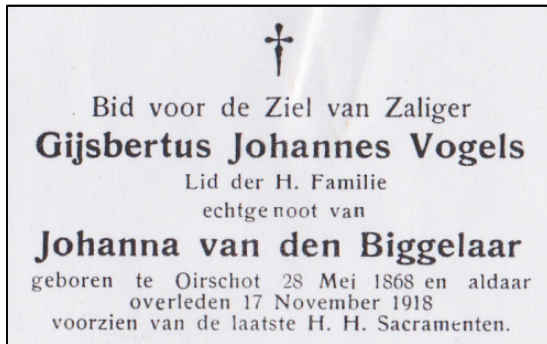 Bid voor de Ziel van Zaliger
Gijsbertus Johannes Vogels
Lid der H. Familie
echtgenoot van
Johanna van den Biggelaar
geboren te Oirschot 28 Mei 1868 en aldaar
overleden 17 November 1918
voorzien van de laatste H. H. Sacramenten.